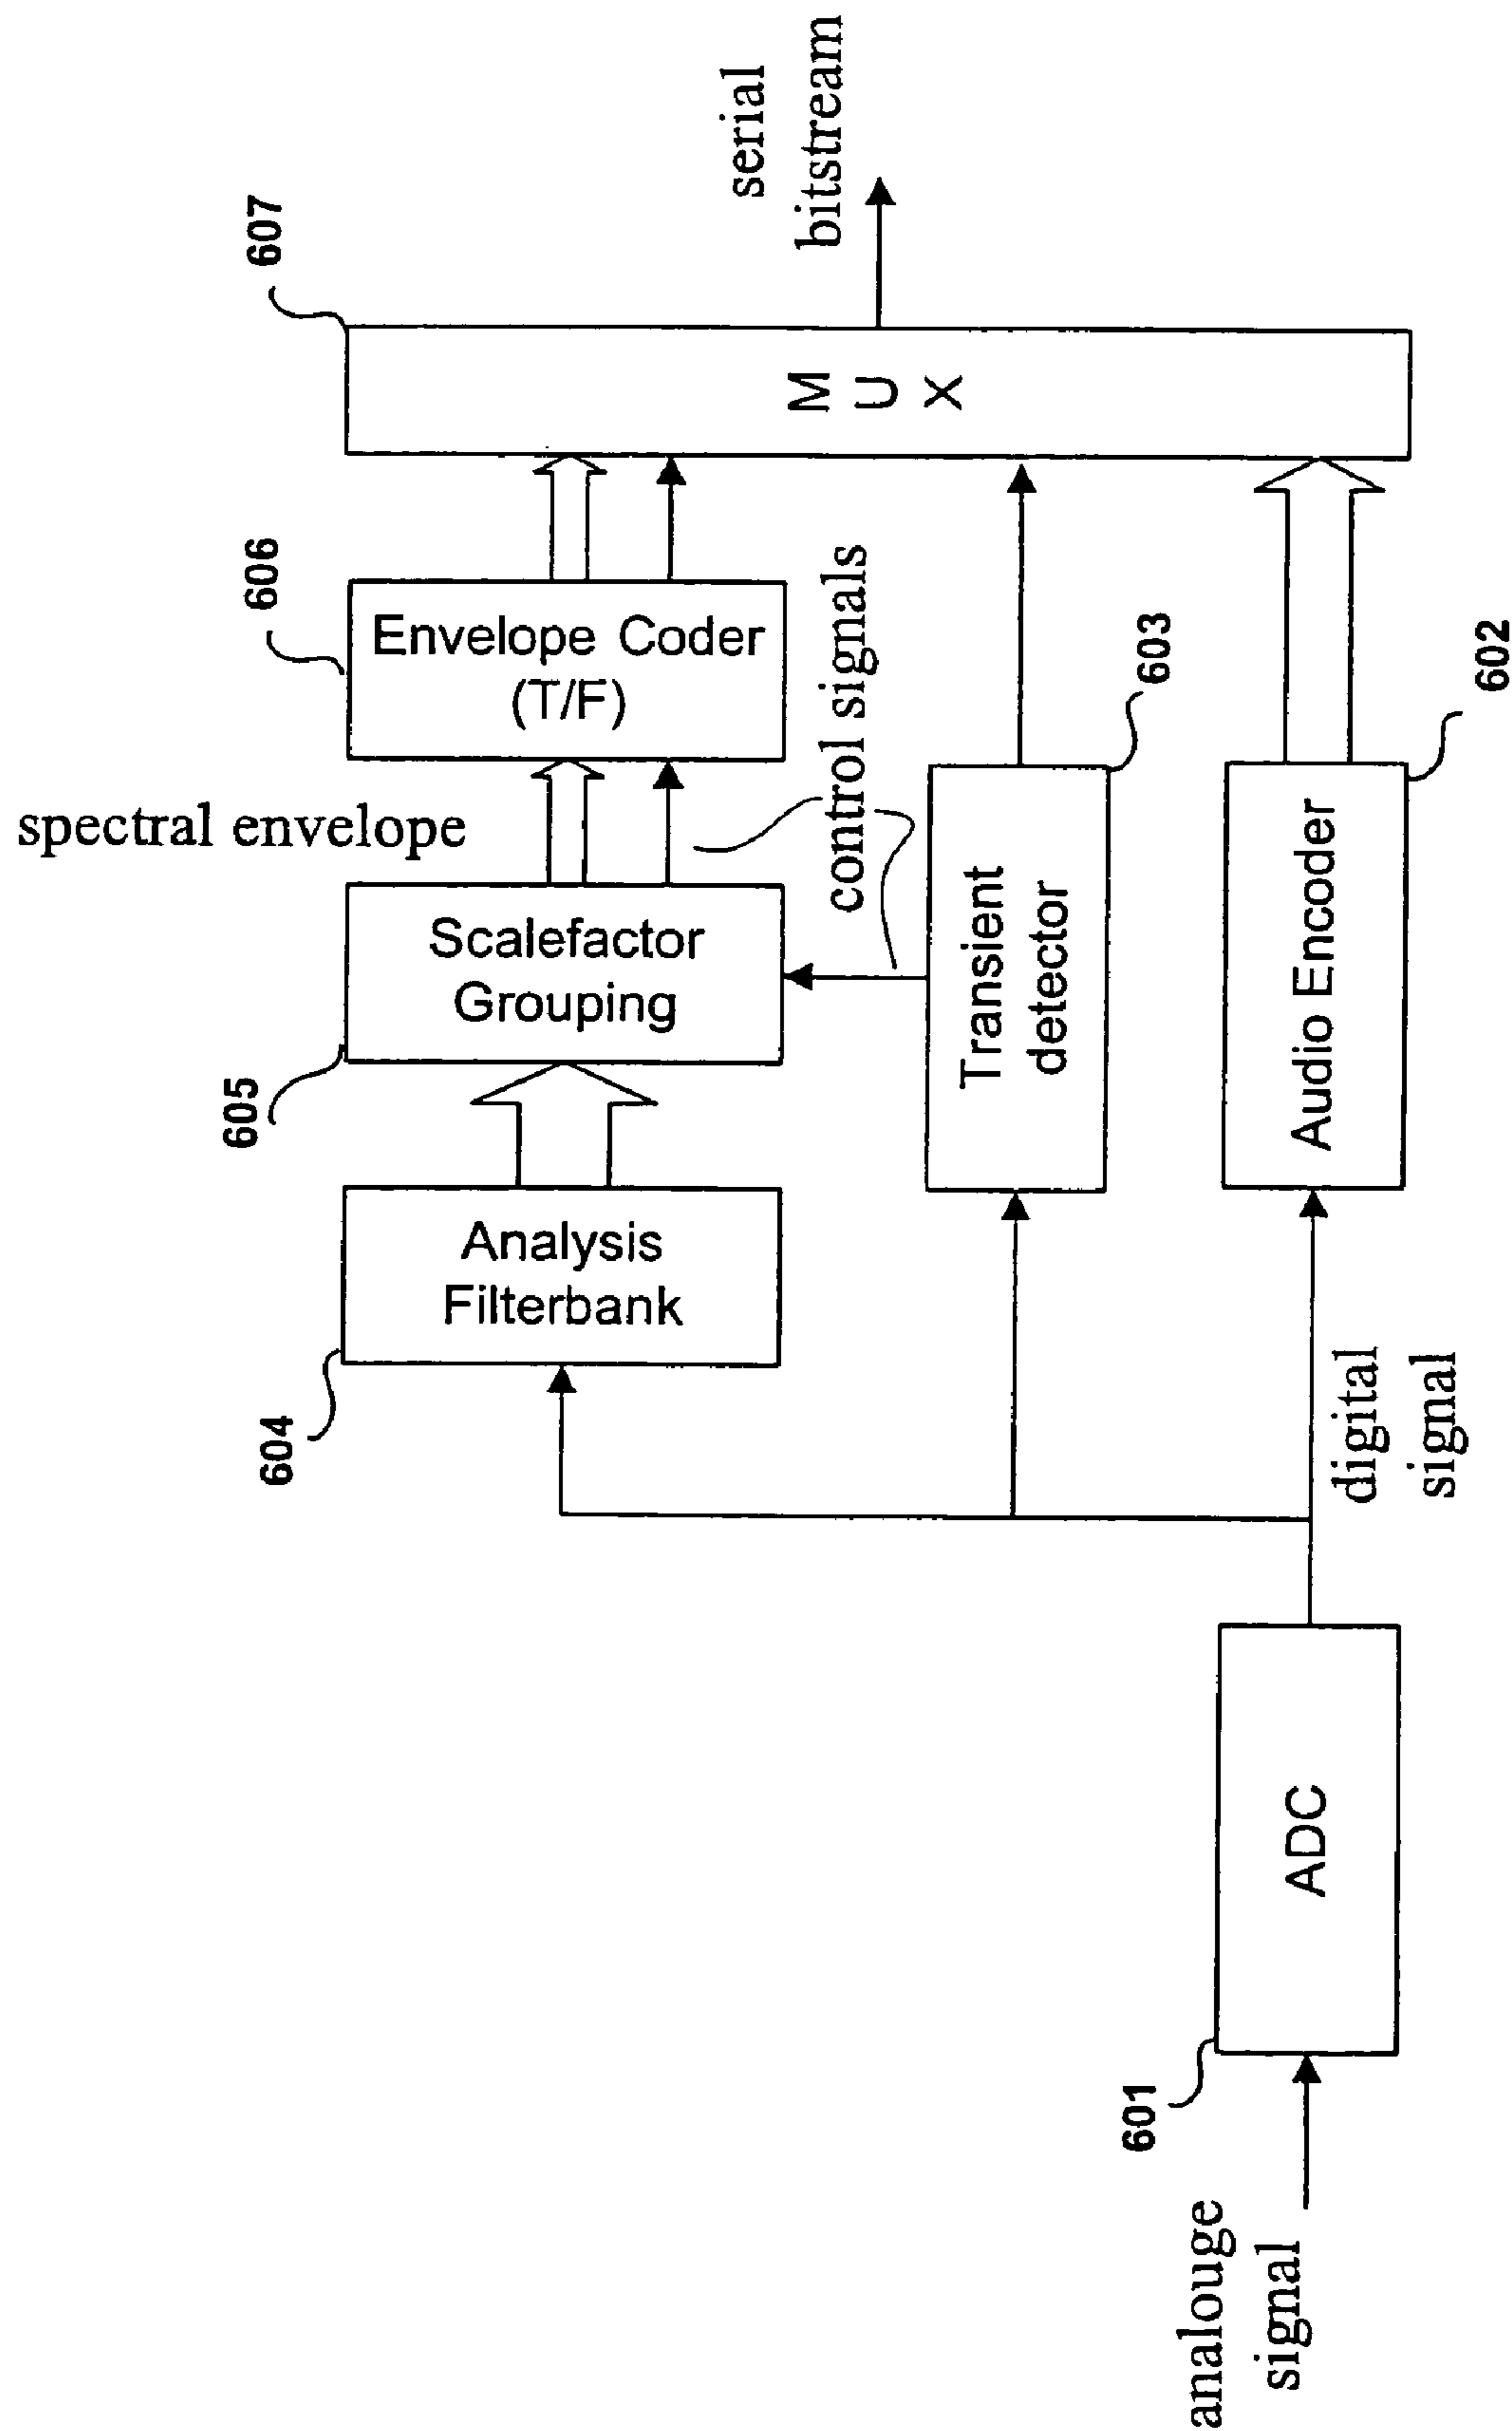 analouge
signal
601
ADC
digital
signal
604
Analysis
Filterbank
605
Scalefactor
Grouping
spectral envelope
606
Envelope Coder
(T/F)
control signals
Transient
detector
603
Audio Encoder
602
607
M
U
X
serial
bitstream